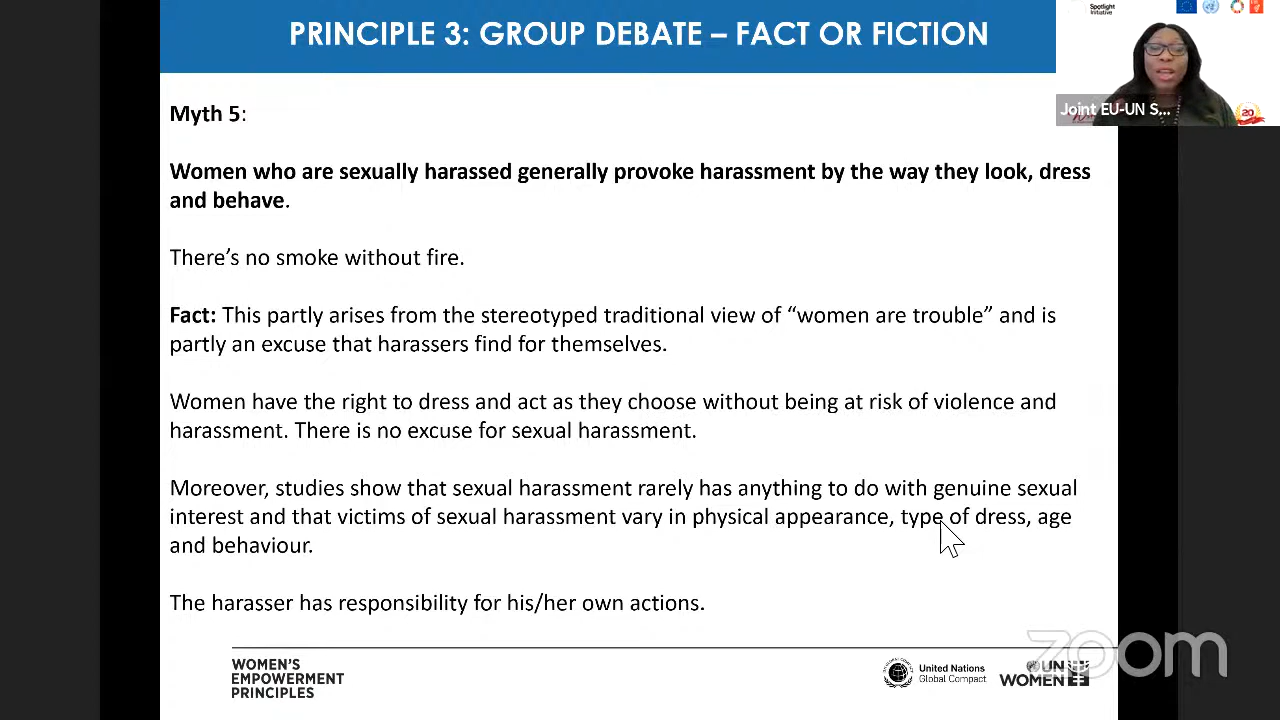 PRINCIPLE 3: GROUP DEBATE – FACT OR FICTION
Spotlight
Initiative
Joint EU-UN S...
20
Myth 5:
Women who are sexually harassed generally provoke harassment by the way they look, dress
and behave.
There’s no smoke without fire.
Fact: This partly arises from the stereotyped traditional view of “women are trouble” and is
partly an excuse that harassers find for themselves.
Women have the right to dress and act as they choose without being at risk of violence and
harassment. There is no excuse for sexual harassment.
Moreover, studies show that sexual harassment rarely has anything to do with genuine sexual
interest and that victims of sexual harassment vary in physical appearance, type of dress, age
and behaviour.
The harasser has responsibility for his/her own actions.
WOMEN’S
EMPOWERMENT
PRINCIPLES
United Nations
Global Compact
UN
WOMEN
zoom